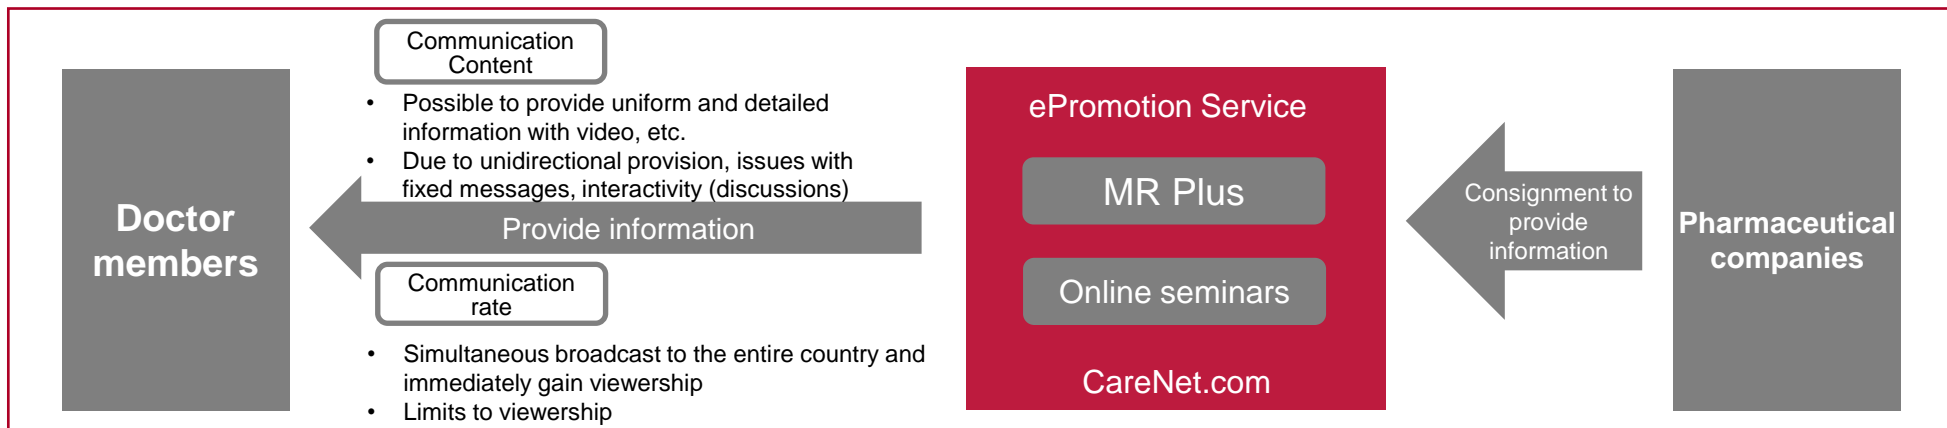 Doctor
members
Communication
Content
• Possible to provide uniform and detailed
information with video, etc.
• Due to unidirectional provision, issues with
fixed messages, interactivity (discussions)
Provide information
Communication
rate
• Simultaneous broadcast to the entire country and
immediately gain viewership
• Limits to viewership
ePromotion Service
MR Plus
Online seminars
CareNet.com
Consignment to
provide
information
Pharmaceutical
companies